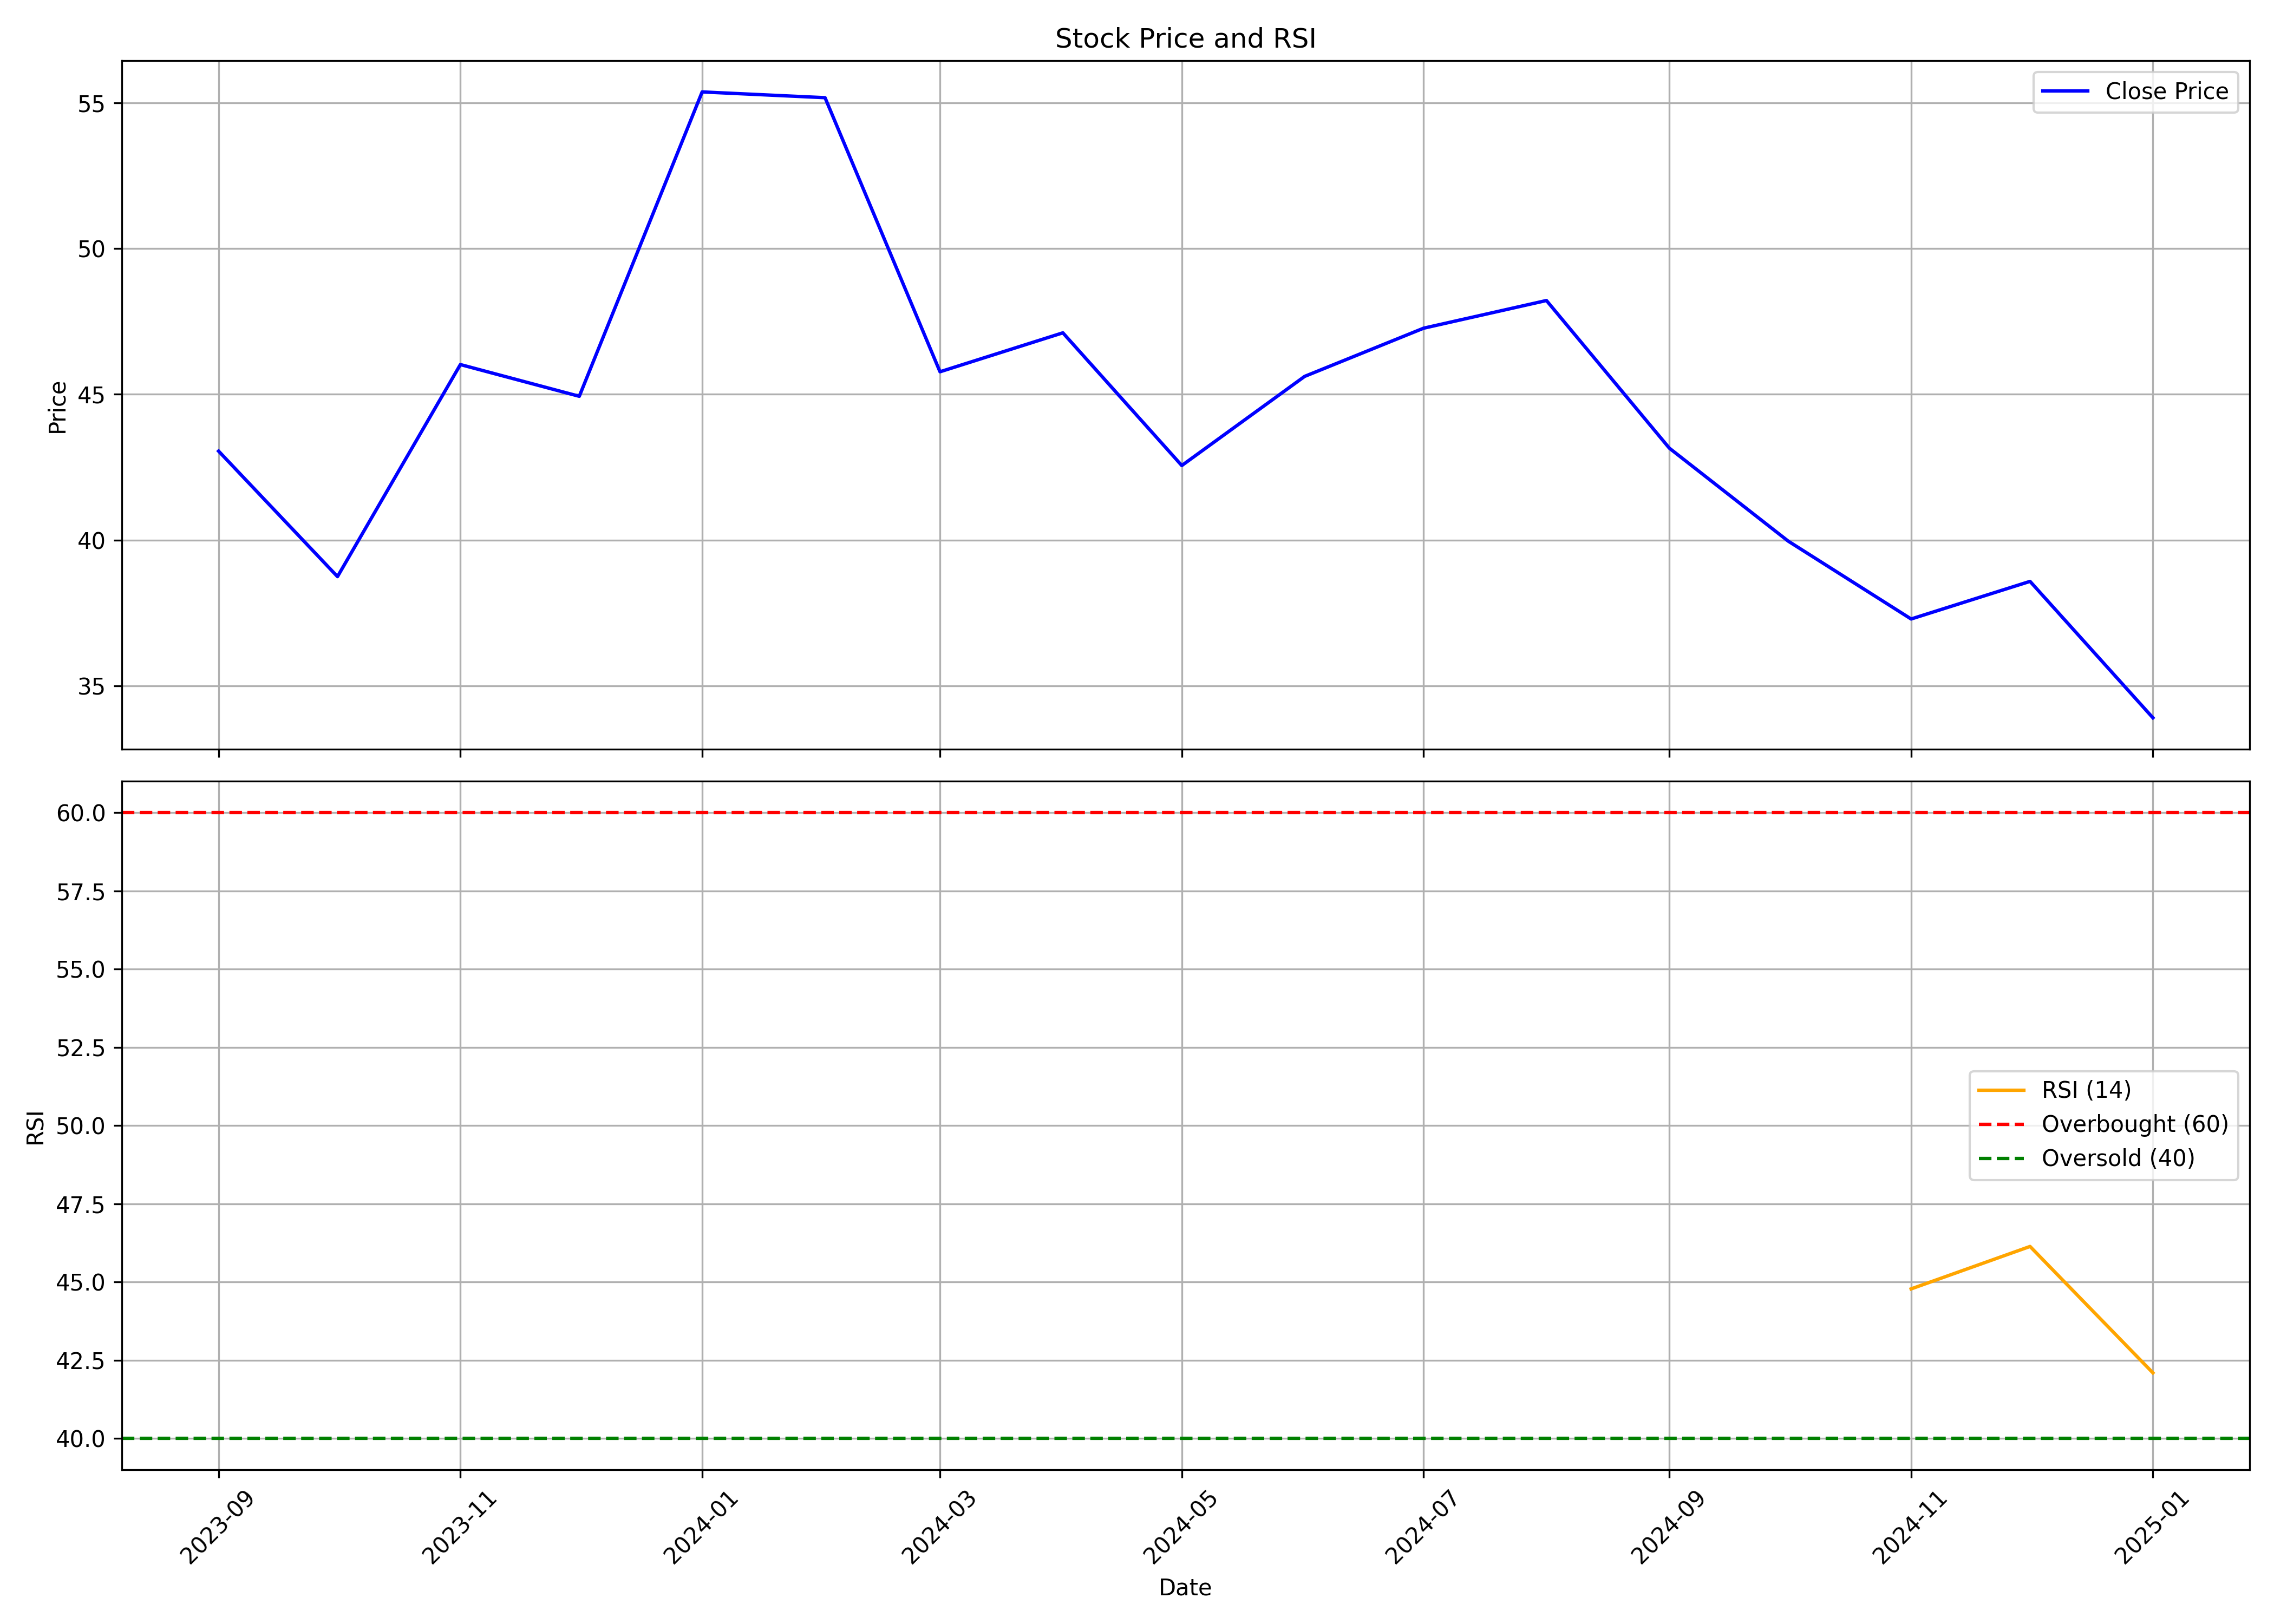 Stock Price and RSI
Close Price
55
50
45
40
35
Price
60.0
57.5
55.0
52.5
50.0
47.5
45.0
42.5
40.0
RSI
RSI (14)
Overbought (60)
Oversold (40)
2023-09
2023-11
2024-01
2024-03
2024-05
2024-07
2024-09
2024-11
2025-01
Date